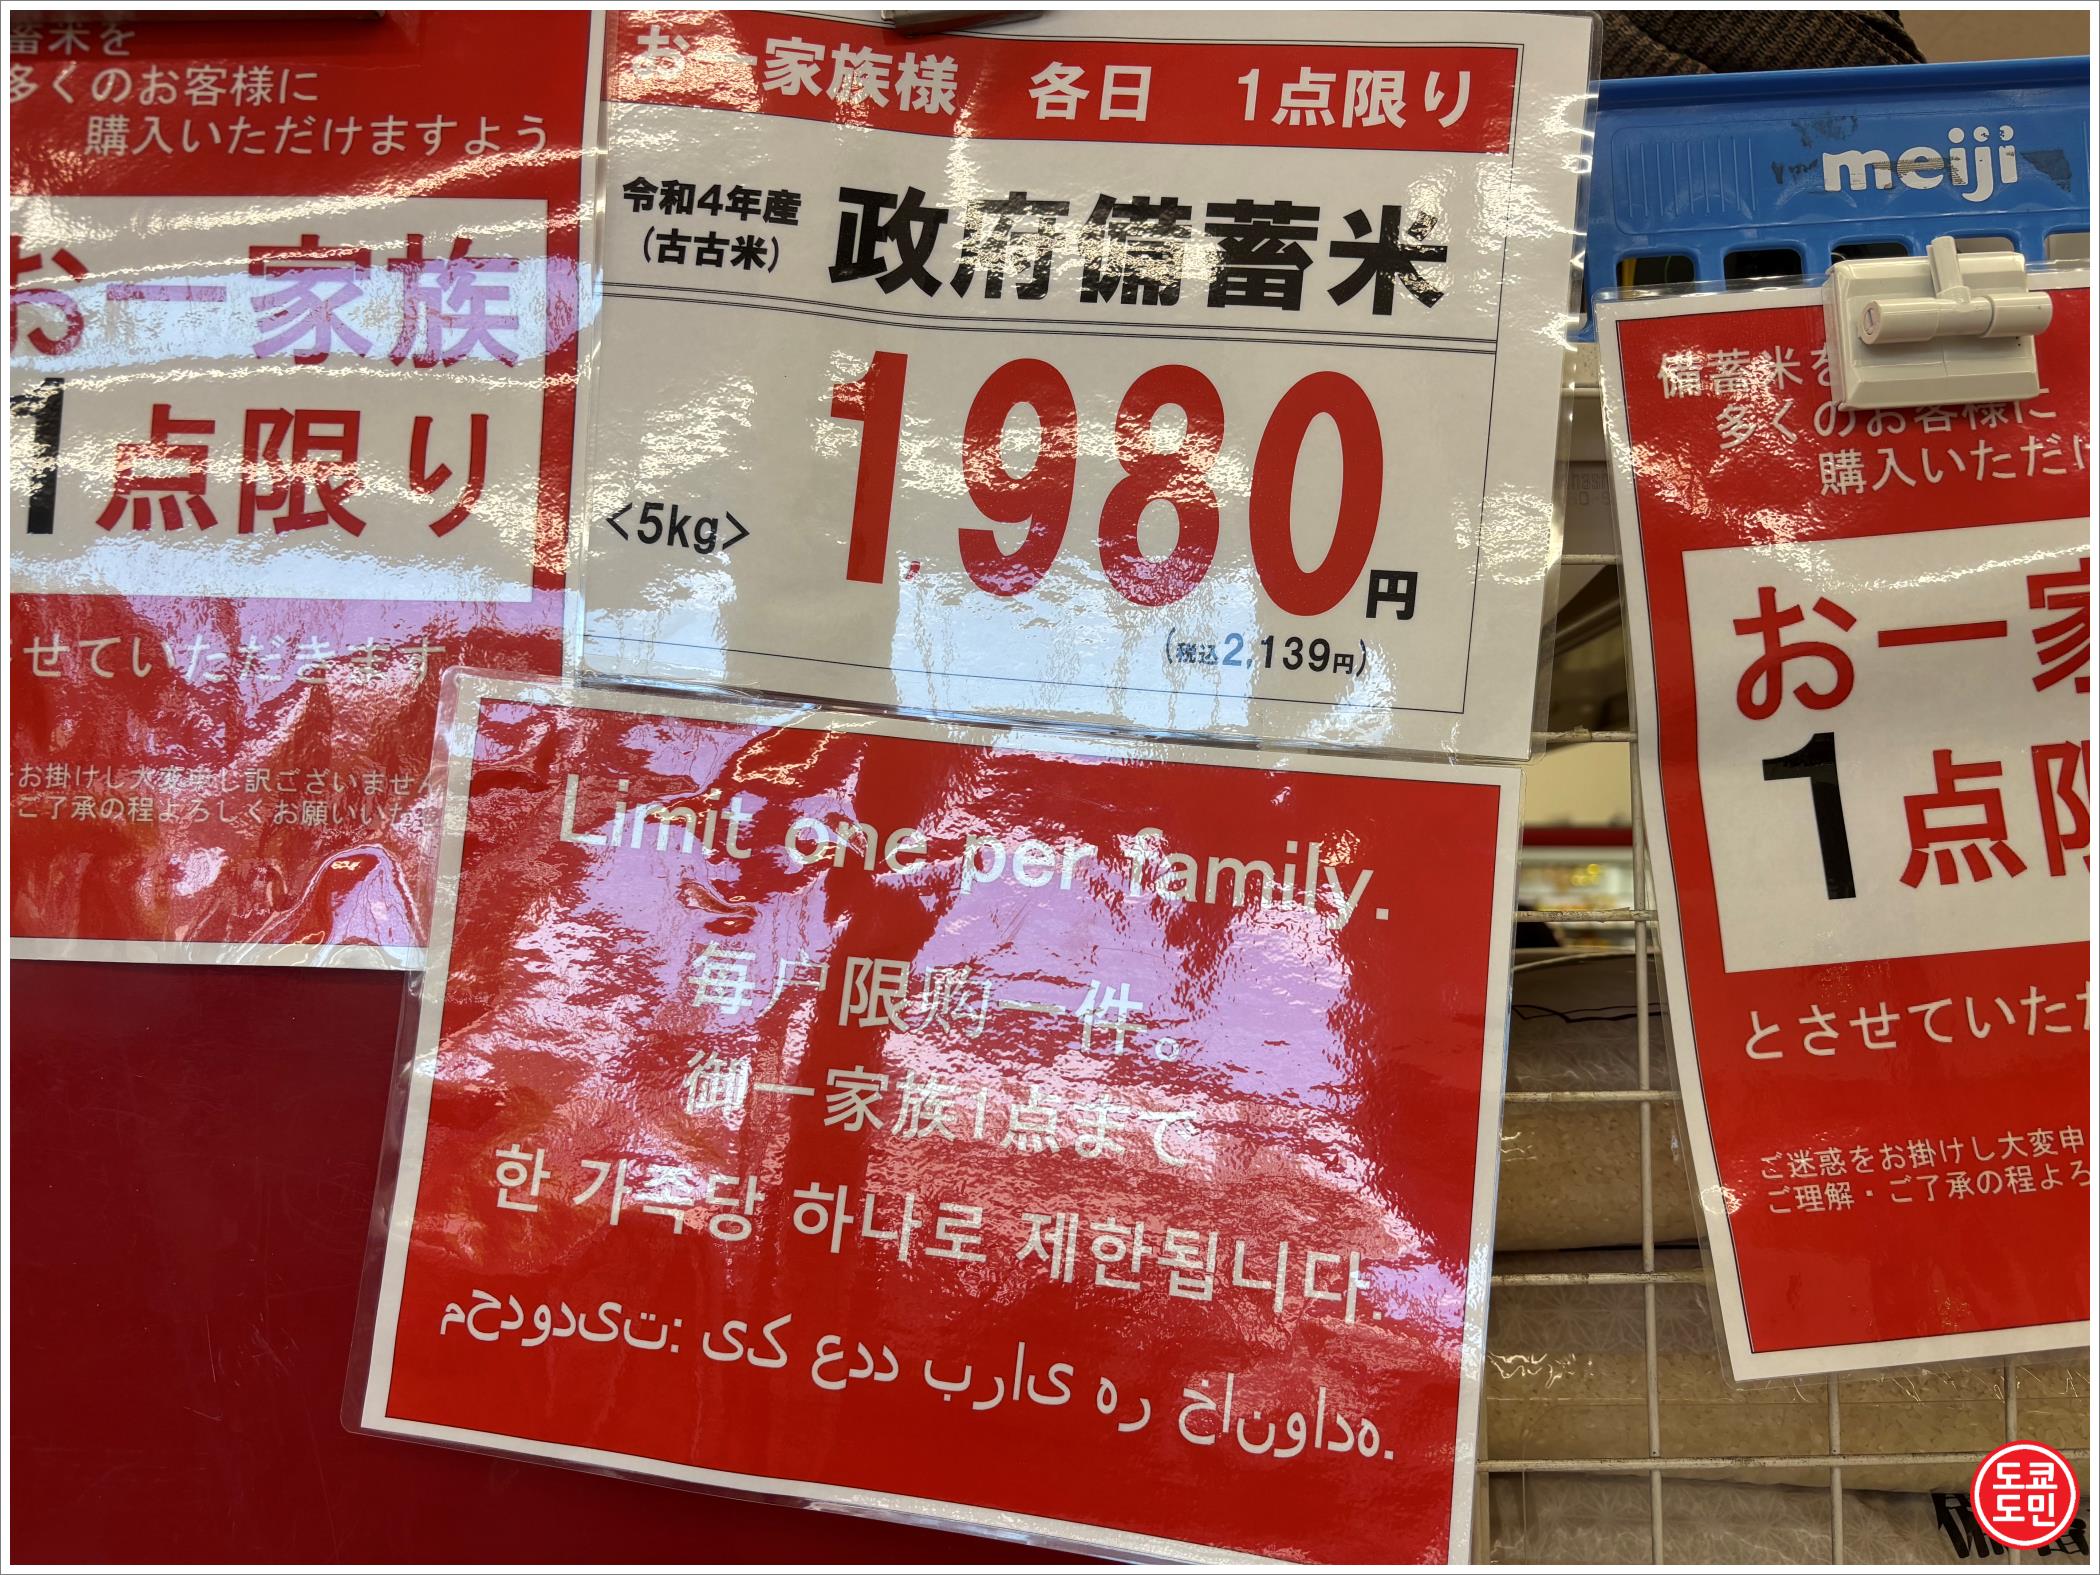 蓄米を
多くのお客様に
購入いただけますよう
お一家族
1点限り
せていただきます
お掛けし大変申し訳ございません
ご了承の程よろしくお願いいた
お一家族様 各日 1点限り
令和4年産
(古古米)
政府備蓄米
<5kg>
1,980円
(税込2,139円)
Limit one per family.
每户限购一件。
御一家族1点まで
한 가족당 하나로 제한됩니다.
محدودیت: یک عدد برای هر خانواده.
meiji
備蓄米を
多くのお客様に
購入いただけ
お一家
1点限
とさせていただ
ご迷惑をお掛けし大変申
ご理解・ご了承の程よろ
도쿄
도민